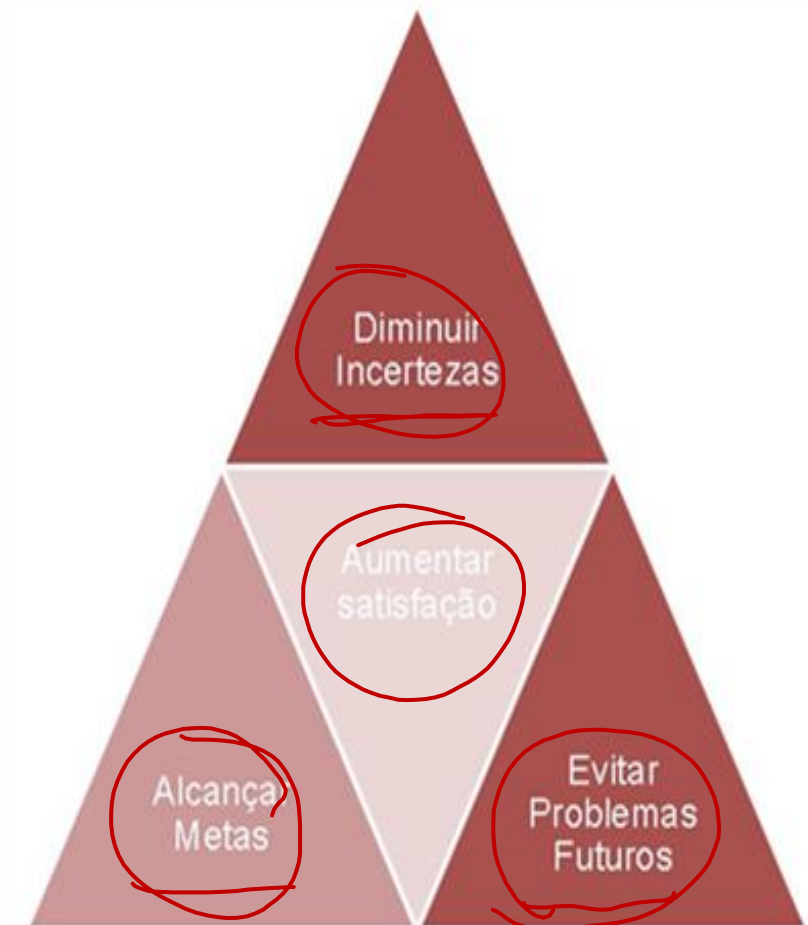 Diminuir
Incertezas
Aumentar
satisfação
Alcançar
Metas
Evitar
Problemas
Futuros